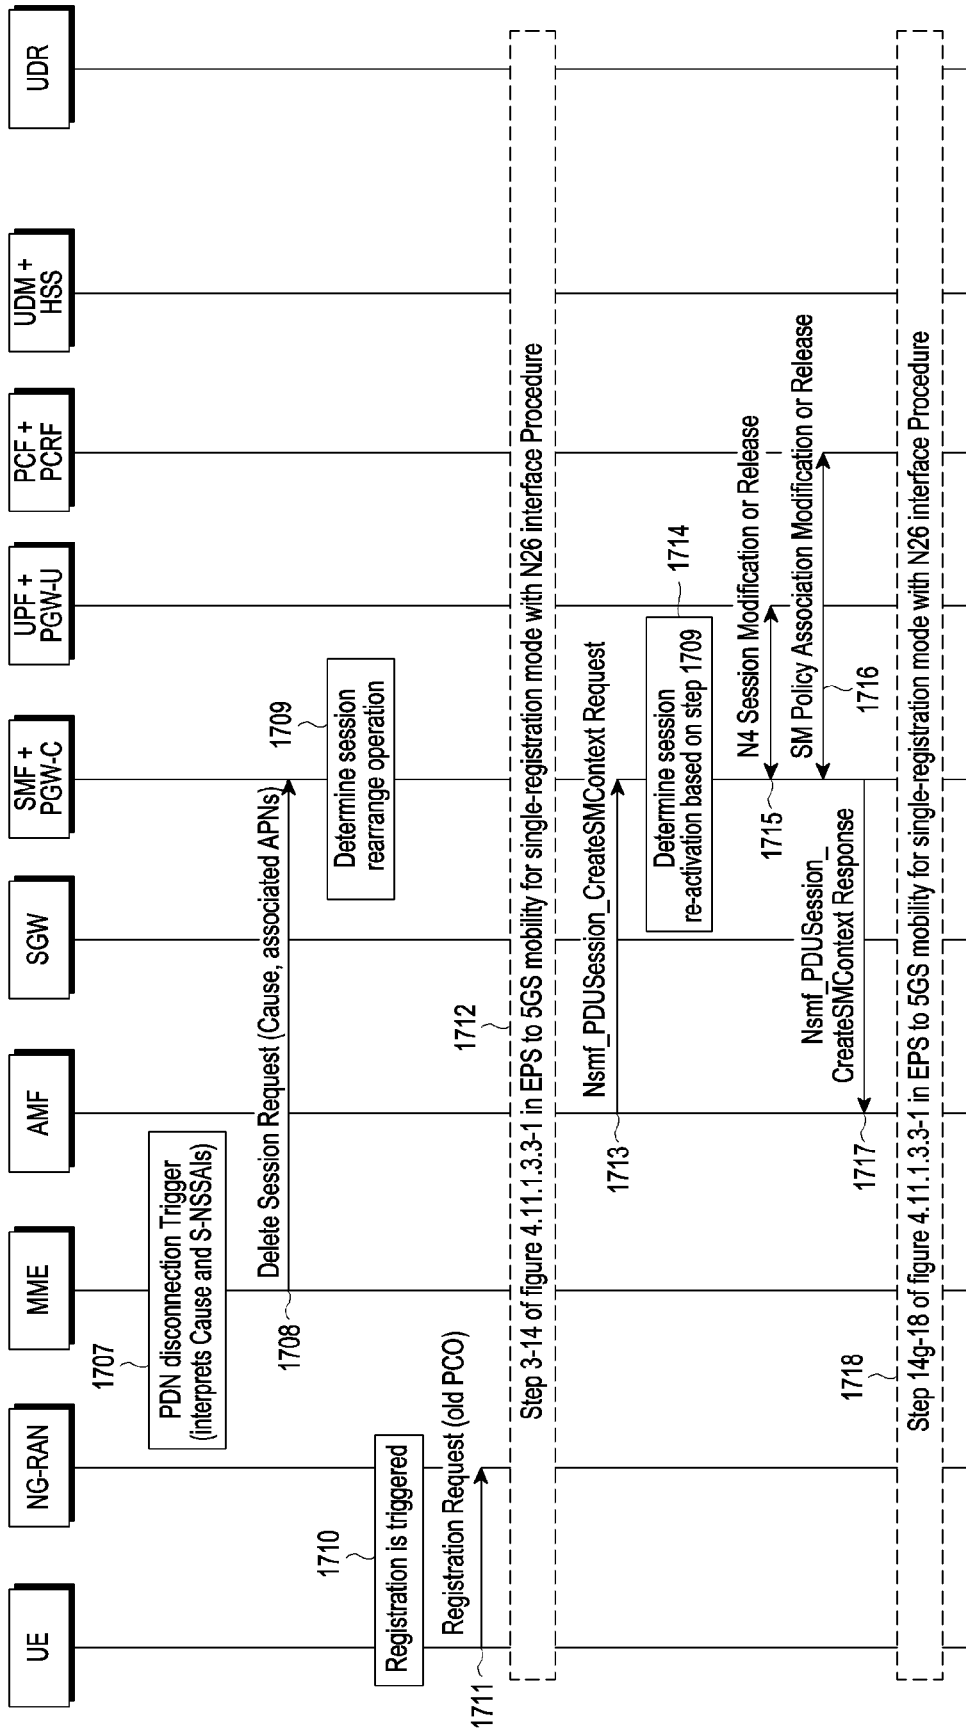 UE
NG-RAN
MME
AMF
SGW
SMF +
PGW-C
UPF +
PGW-U
PCF +
PCRF
UDM +
HSS
UDR
1707
PDN disconnection Trigger
(interprets Cause and S-NSSAIs)
Delete Session Request (Cause, associated APNs)
1708
1709
Determine session
rearrange operation
1710
Registration is triggered
Registration Request (old PCO)
1711
1712
Step 3-14 of figure 4.11.1.3.3-1 in EPS to 5GS mobility for single-registration mode with N26 interface Procedure
Nsmf_PDUSession_CreateSMContext Request
1713
1714
Determine session
re-activation based on step 1709
N4 Session Modification or Release
1715
SM Policy Association Modification or Release
1716
Nsmf_PDUSession_
CreateSMContext Response
1717
1718
Step 14g-18 of figure 4.11.1.3.3-1 in EPS to 5GS mobility for single-registration mode with N26 interface Procedure